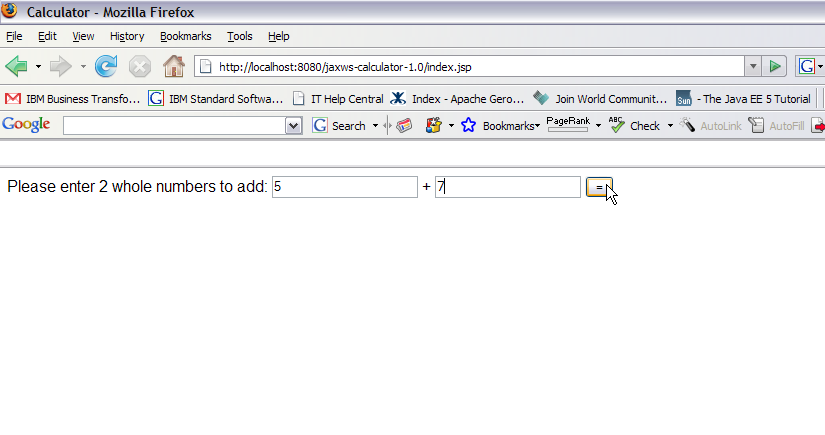 Calculator - Mozilla Firefox
File Edit View History Bookmarks Tools Help
http://localhost:8080/jaxws-calculator-1.0/index.jsp G
IBM Business Transfo... G IBM Standard Softwa... IT Help Central Index - Apache Gero... Join World Communit... Sun - The Java EE 5 Tutorial
Google G Search Bookmarks PageRank ABC Check AutoLink AutoFill
Please enter 2 whole numbers to add: 5 + 7 =